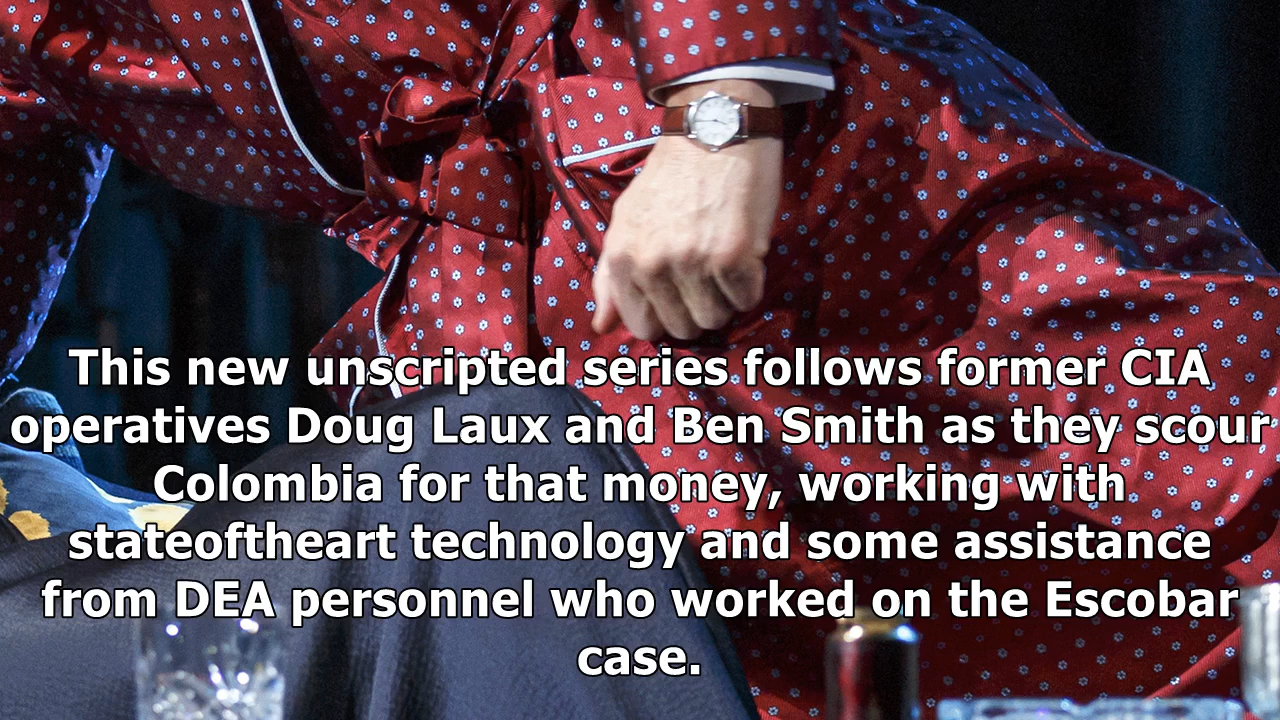 This new unscripted series follows former CIA
operatives Doug Laux and Ben Smith as they scour
Colombia for that money, working with
stateoftheart technology and some assistance
from DEA personnel who worked on the Escobar
case.